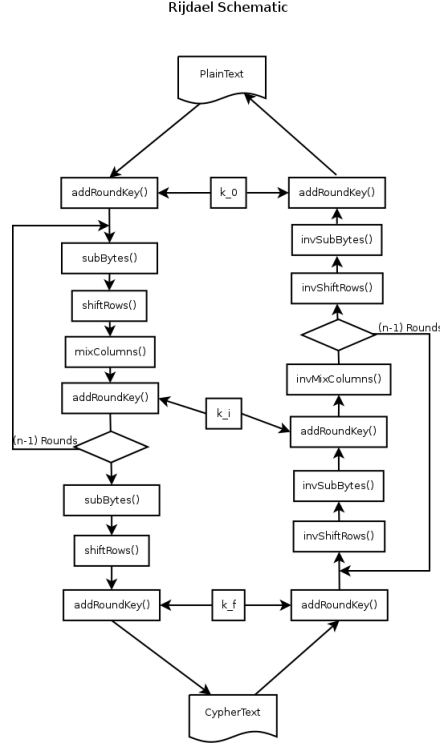 Rijdael Schematic
PlainText
addRoundKey()
k_0
addRoundKey()
subBytes()
shiftRows()
mixColumns()
addRoundKey()
(n-1) Rounds
subBytes()
shiftRows()
addRoundKey()
k_i
k_f
invSubBytes()
invShiftRows()
(n-1) Rounds
invMixColumns()
addRoundKey()
invSubBytes()
invShiftRows()
addRoundKey()
CypherText